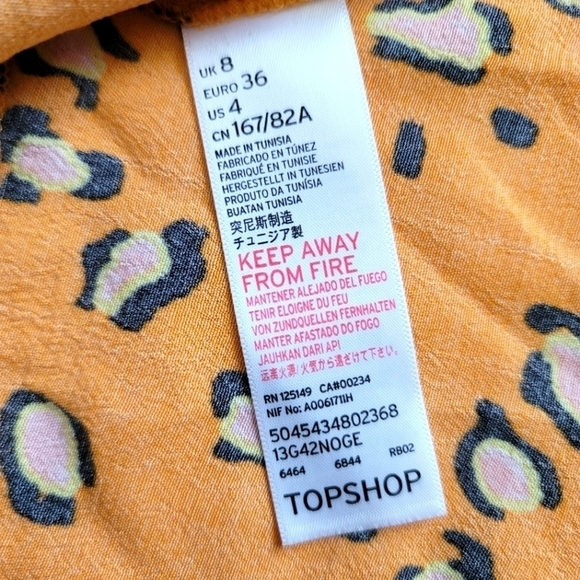 UK 8
EURO 36
US 4
CN 167/82A
MADE IN TUNISIA
FABRICADO EN TÚNEZ
FABRIQUÉ EN TUNISIE
HERGESTELLT IN TUNESIEN
PRODUTO DA TUNÍSIA
BUATAN TUNISIA
突尼斯制造
チュニジア製
KEEP AWAY
FROM FIRE
MANTENER ALEJADO DEL FUEGO
TENIR ELOIGNE DU FEU
VON ZUNDQUELLEN FERNHALTEN
MANTER AFASTADO DO FOGO
JAUHKAN DARI API
远离火源/火気から遠ざけて下さい。
RN 125149 CA#00234
NIF No: A0061711H
5045434802368
13G42NOGE
6464 6844 RB02
TOPSHOP